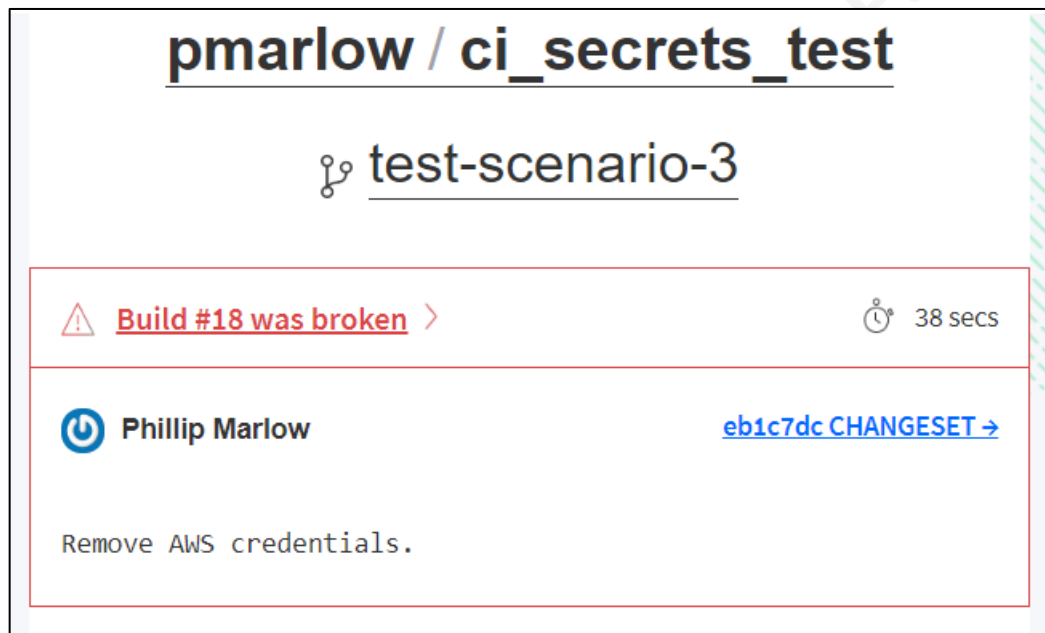 pmarlow / ci_secrets_test
test-scenario-3
Build #18 was broken
38 secs
Phillip Marlow
eb1c7dc CHANGESET →
Remove AWS credentials.